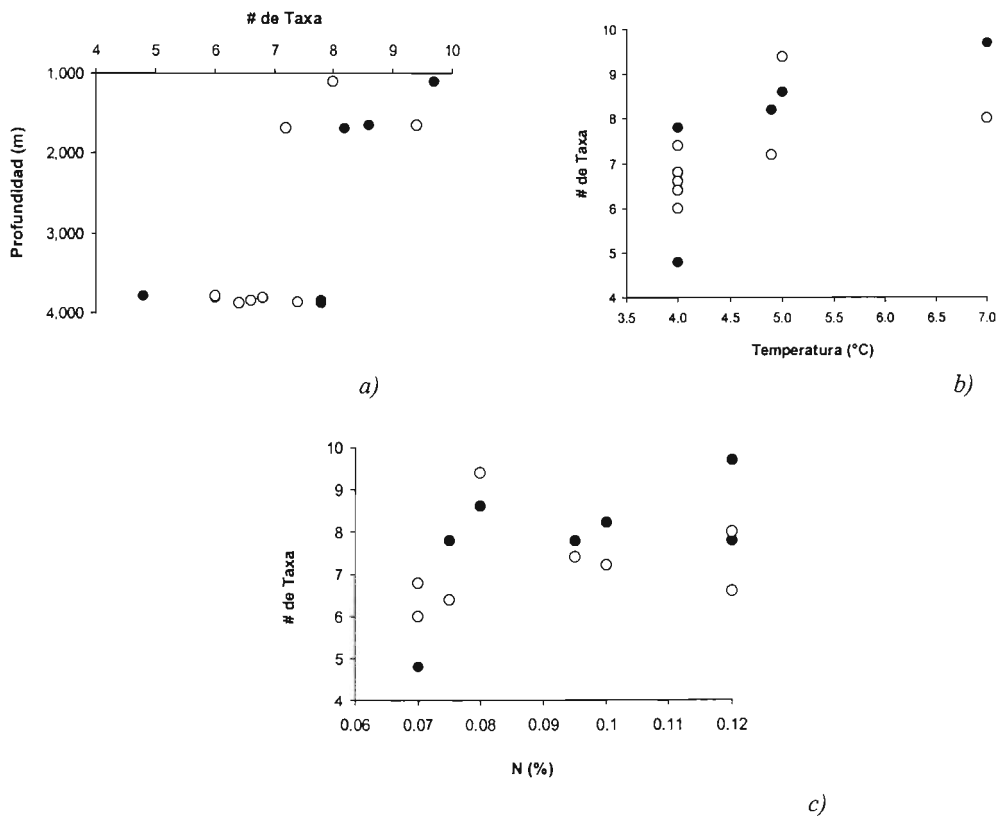 # de Taxa
4 5 6 7 8 9 10
1,000
2,000
3,000
4,000
Profundidad (m)
a)
10
9
8
7
6
5
4
# de Taxa
3.5 4.0 4.5 5.0 5.5 6.0 6.5 7.0
Temperatura (°C)
b)
10
9
8
7
6
5
4
# de Taxa
0.06 0.07 0.08 0.09 0.1 0.11 0.12
N (%)
c)